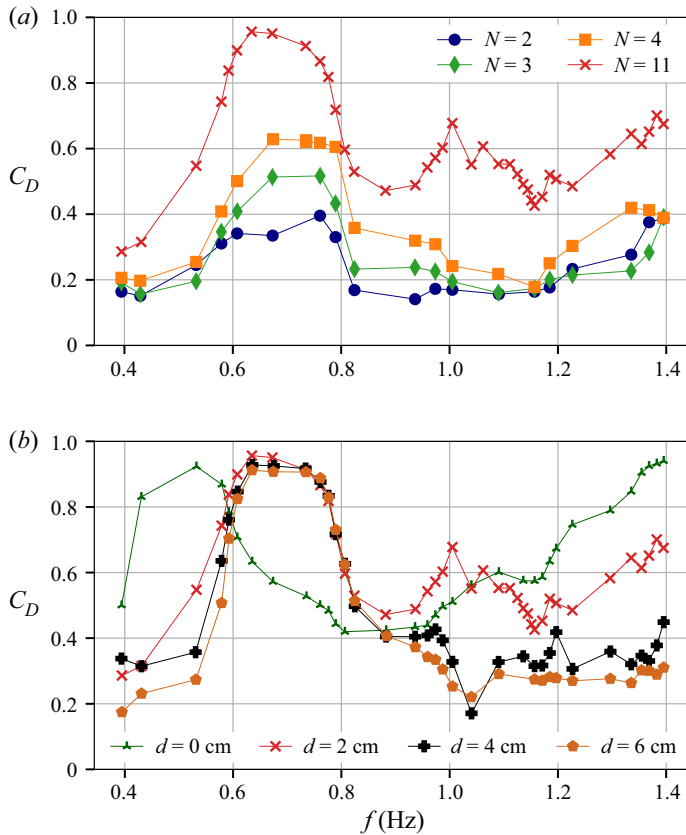 (a)
1.0
0.8
0.6
0.4
0.2
0
C_D
N = 2
N = 4
N = 3
N = 11
0.4 0.6 0.8 1.0 1.2 1.4
(b)
1.0
0.8
0.6
0.4
0.2
0
C_D
d = 0 cm d = 2 cm d = 4 cm d = 6 cm
0.4 0.6 0.8 1.0 1.2 1.4
f (Hz)